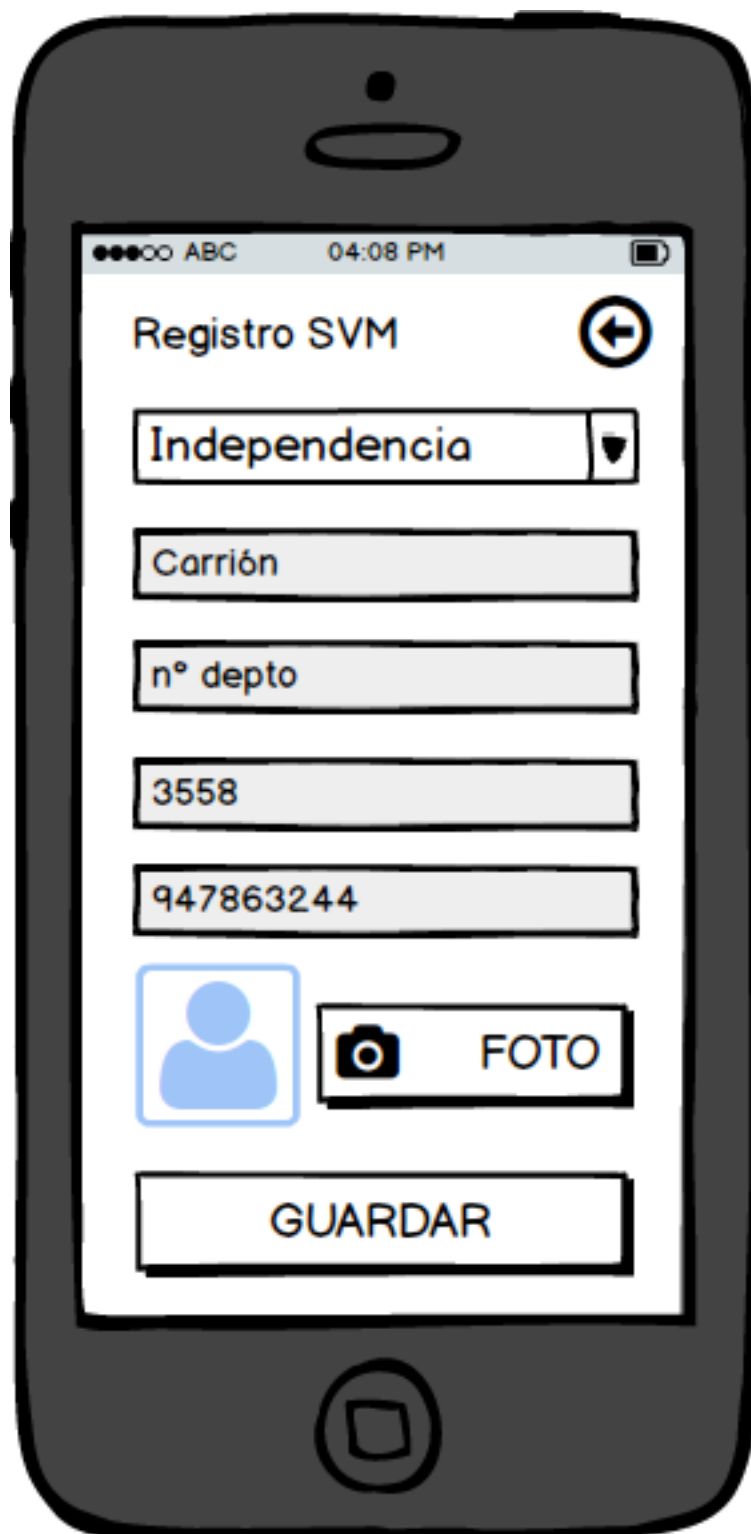 ABC 04:08 PM
Registro SVM
Independencia
Carrión
n° depto
3558
947863244
FOTO
GUARDAR